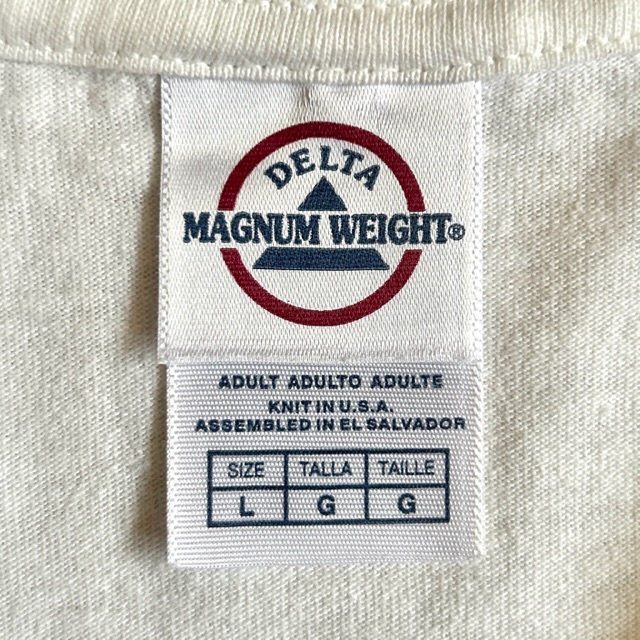 DELTA
MAGNUM WEIGHT®
ADULT ADULTO ADULTE
KNIT IN U.S.A.
ASSEMBLED IN EL SALVADOR
SIZE TALLA TAILLE
L G G